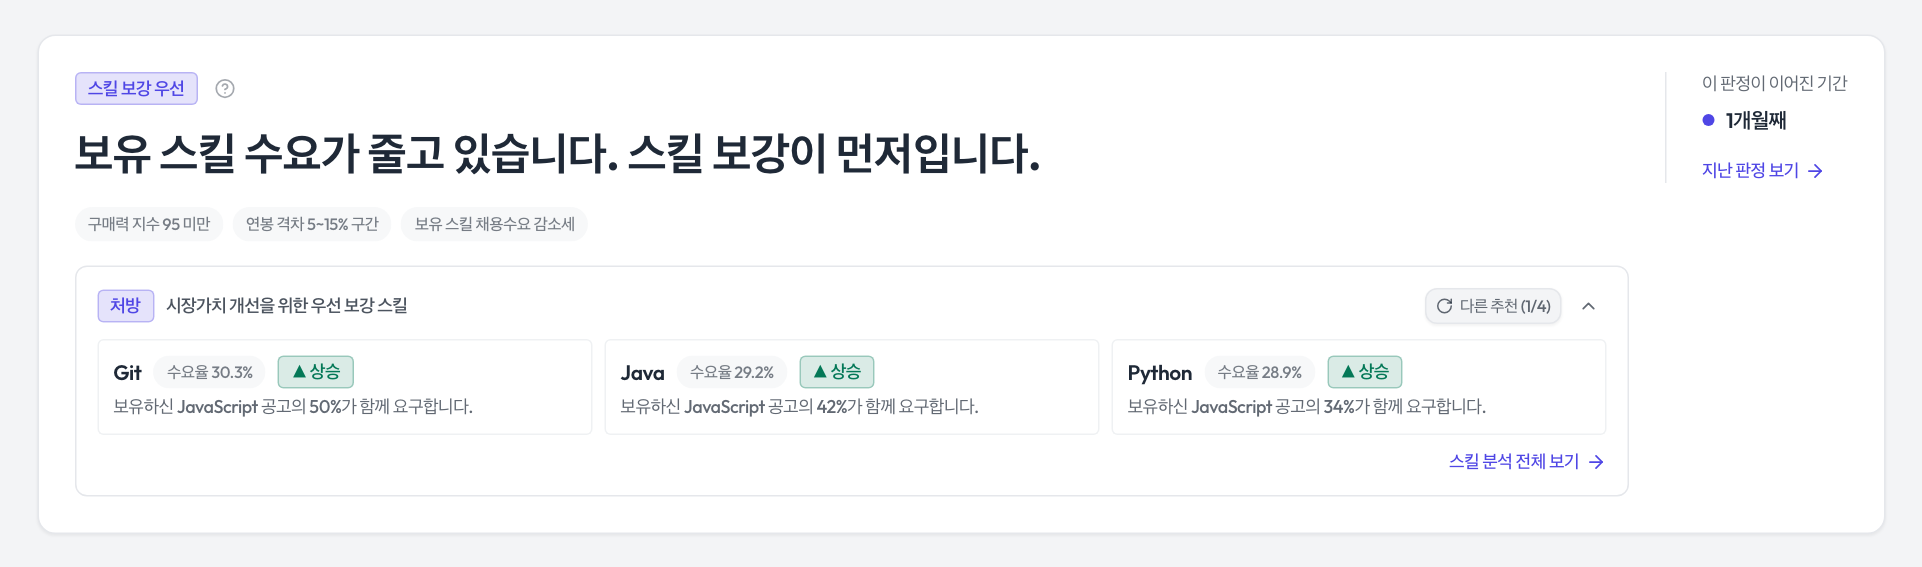 스킬 보강 우선
보유 스킬 수요가 줄고 있습니다. 스킬 보강이 먼저입니다.
구매력 지수 95 미만 연봉 격차 5~15% 구간 보유 스킬 채용수요 감소세
이 판정이 이어진 기간
1개월째
지난 판정 보기 →
처방 시장가치 개선을 위한 우선 보강 스킬
다른 추천 (1/4)
Git 수요율 30.3% ▲ 상승
보유하신 JavaScript 공고의 50%가 함께 요구합니다.
Java 수요율 29.2% ▲ 상승
보유하신 JavaScript 공고의 42%가 함께 요구합니다.
Python 수요율 28.9% ▲ 상승
보유하신 JavaScript 공고의 34%가 함께 요구합니다.
스킬 분석 전체 보기 →